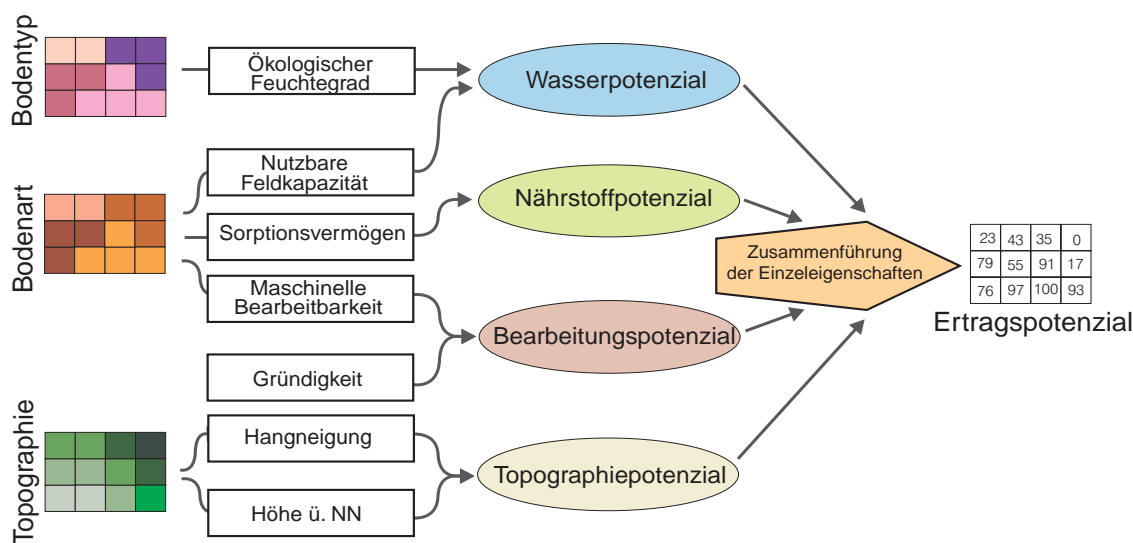 Bodentyp
Ökologischer
Feuchtegrad
Wasserpotenzial
Bodenart
Nutzbare
Feldkapazität
Sorptionsvermögen
Nährstoffpotenzial
Maschinelle
Bearbeitbarkeit
Gründigkeit
Bearbeitungspotenzial
Topographie
Hangneigung
Höhe ü. NN
Topographiepotenzial
Zusammenführung
der Einzeleigenschaften
23 43 35 0
79 55 91 17
76 97 100 93
Ertragspotenzial